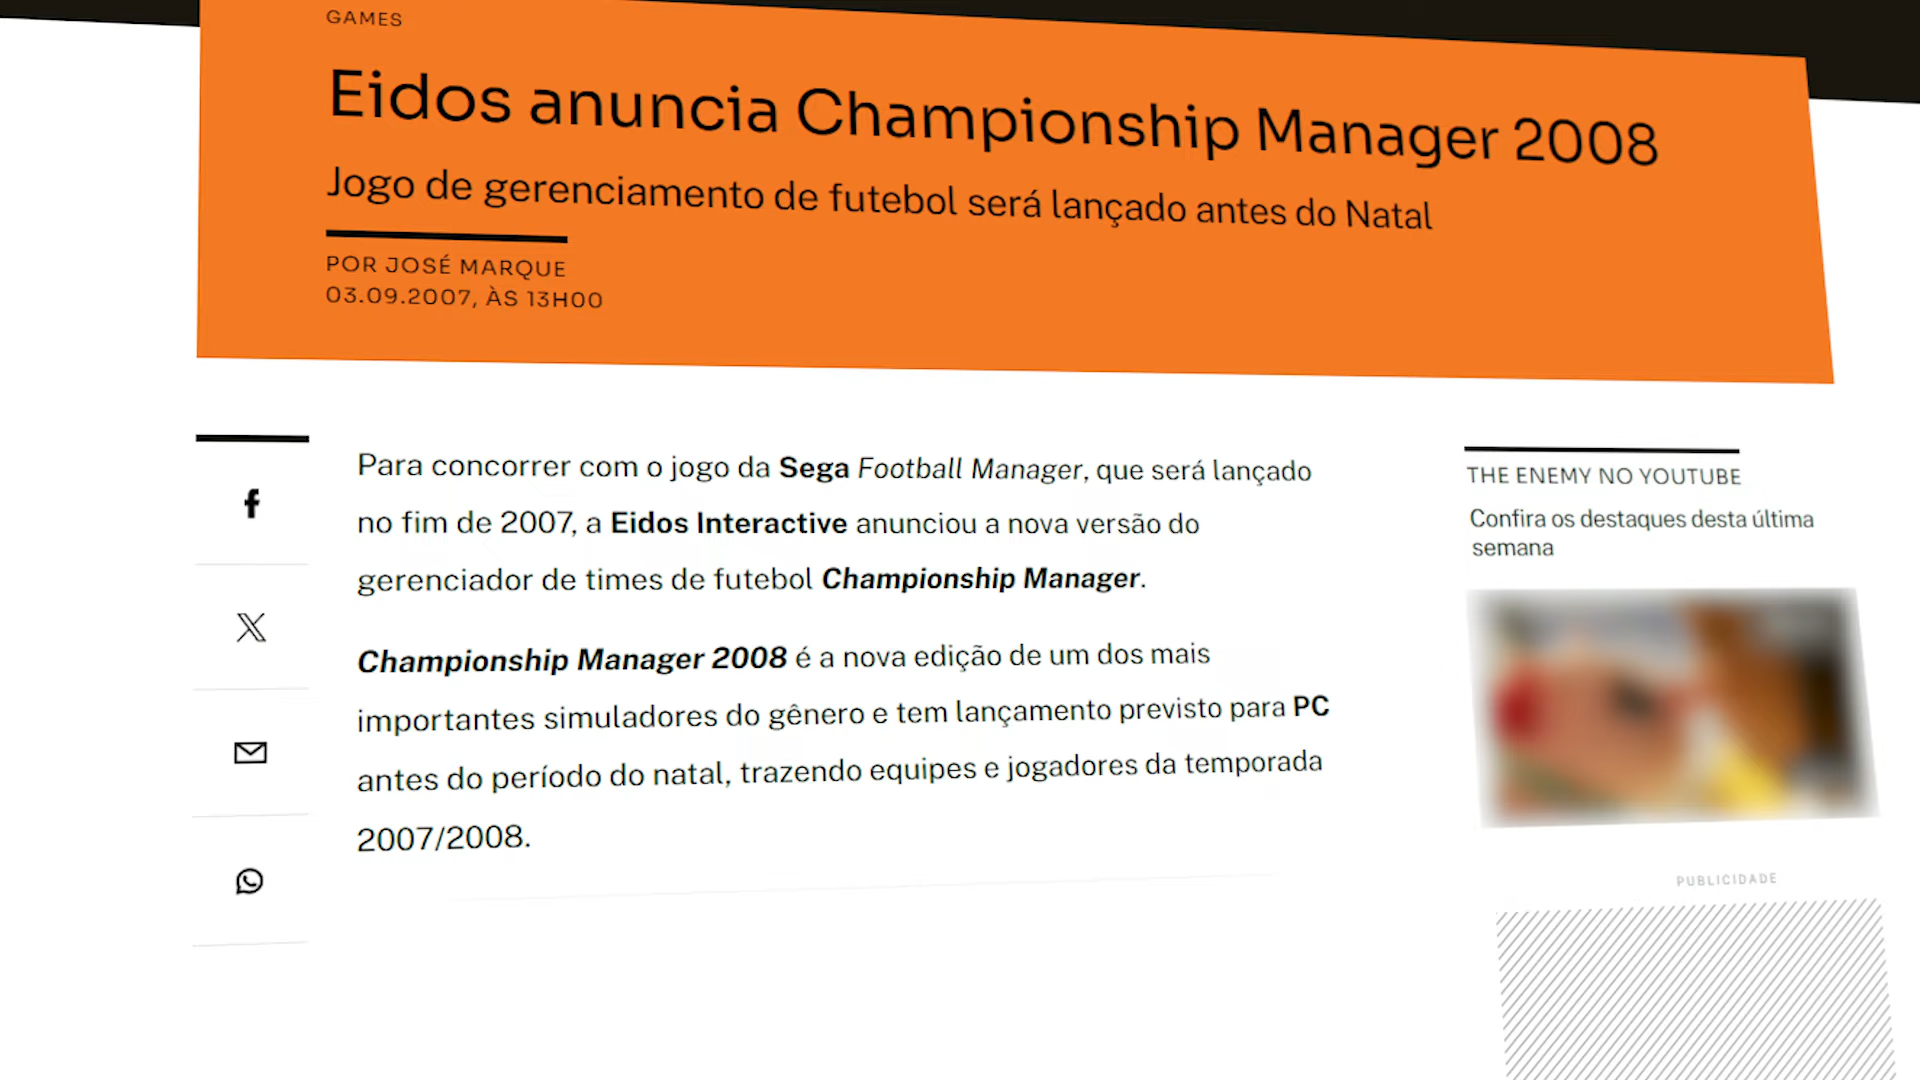 GAMES
Eidos anuncia Championship Manager 2008
Jogo de gerenciamento de futebol será lançado antes do Natal
POR JOSÉ MARQUE
03.09.2007, ÀS 13H00
Para concorrer com o jogo da Sega Football Manager, que será lançado
no fim de 2007, a Eidos Interactive anunciou a nova versão do
gerenciador de times de futebol Championship Manager.
Championship Manager 2008 é a nova edição de um dos mais
importantes simuladores do gênero e tem lançamento previsto para PC
antes do período do natal, trazendo equipes e jogadores da temporada
2007/2008.
THE ENEMY NO YOUTUBE
Confira os destaques desta última
semana
PUBLICIDADE